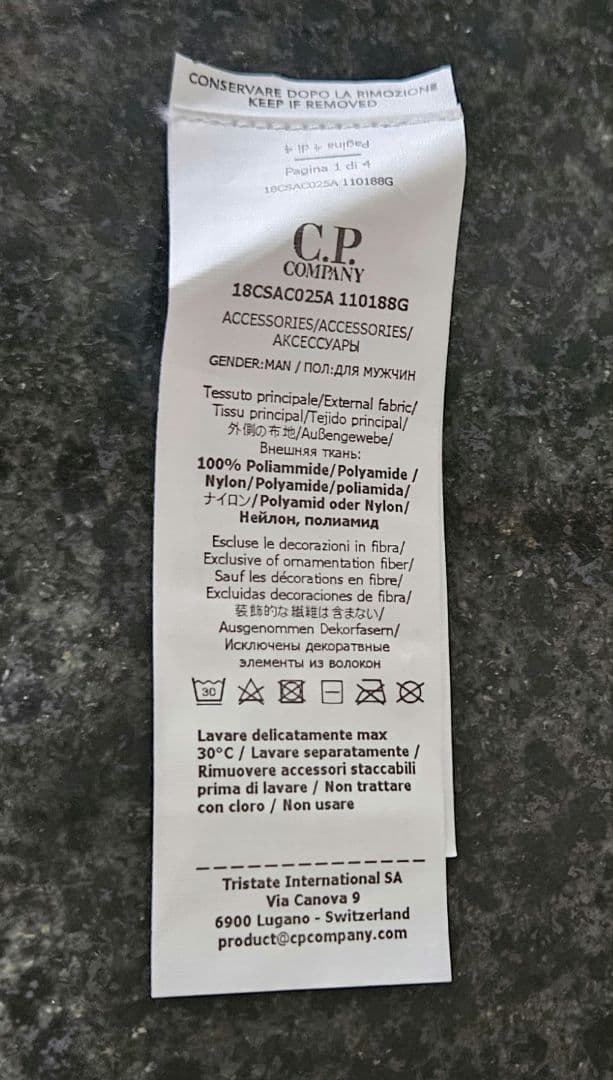 CONSERVARE DOPO LA RIMOZIONE
KEEP IF REMOVED
Pagina 4 di 4
Pagina 1 di 4
18CSAC025A 110188G
C.P.
COMPANY
18CSAC025A 110188G
ACCESSORIES/ACCESSORIES/
АКСЕССУАРЫ
GENDER:MAN / ПОЛ:ДЛЯ МУЖЧИН
Tessuto principale/External fabric/
Tissu principal/Tejido principal/
外側の布地/Außengewebe/
Внешняя ткань:
100% Poliammide/Polyamide /
Nylon/Polyamide/poliamida/
ナイロン/Polyamid oder Nylon/
Нейлон, полиамид
Escluse le decorazioni in fibra/
Exclusive of ornamentation fiber/
Sauf les décorations en fibre/
Excluidas decoraciones de fibra/
装飾的な繊維は含まない/
Ausgenommen Dekorfasern/
Исключены декоратвные
элементы из волокон
30
Lavare delicatamente max
30°C / Lavare separatamente /
Rimuovere accessori staccabili
prima di lavare / Non trattare
con cloro / Non usare
Tristate International SA
Via Canova 9
6900 Lugano - Switzerland
product@cpcompany.com